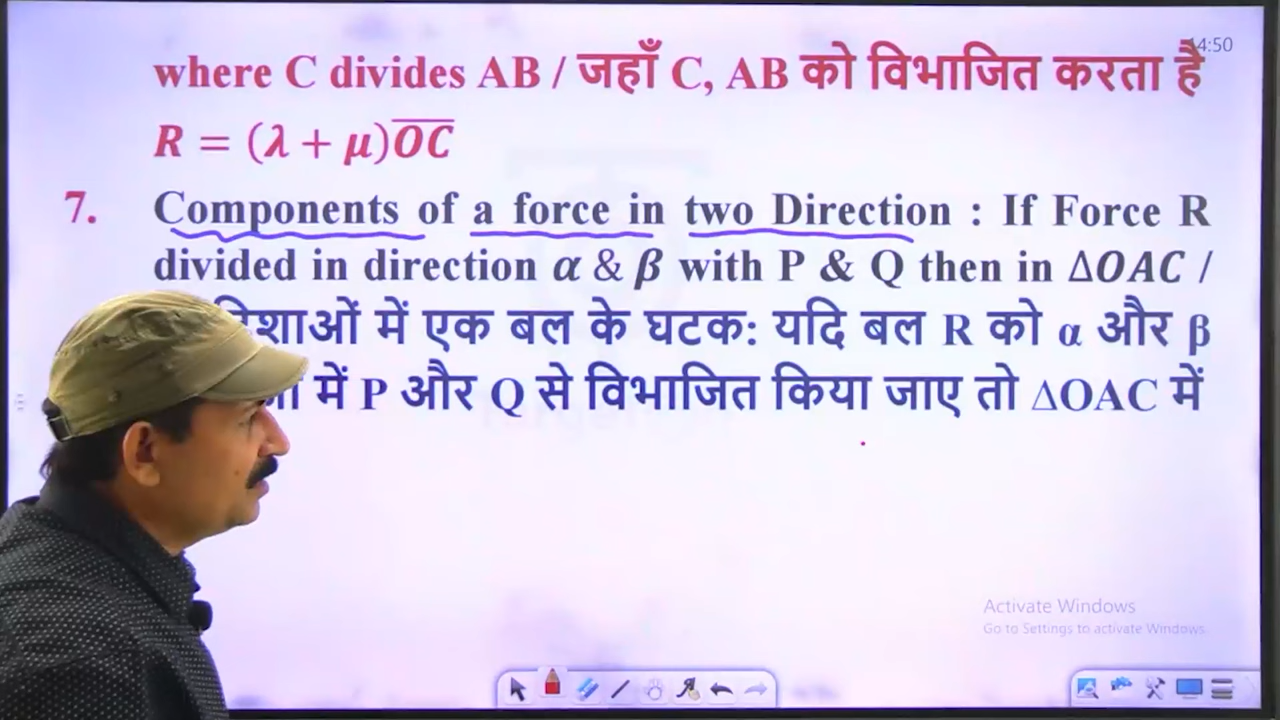 14:50
where C divides AB / जहाँ C, AB को विभाजित करता है
R = (λ + μ)\overline{OC}
7. Components of a force in two Direction : If Force R
divided in direction α & β with P & Q then in ΔOAC /
में एक बल के घटक: यदि बल R को α और β
में P और Q से विभाजित किया जाए तो ΔOAC में
Activate Windows
Go to Settings to activate Windows.